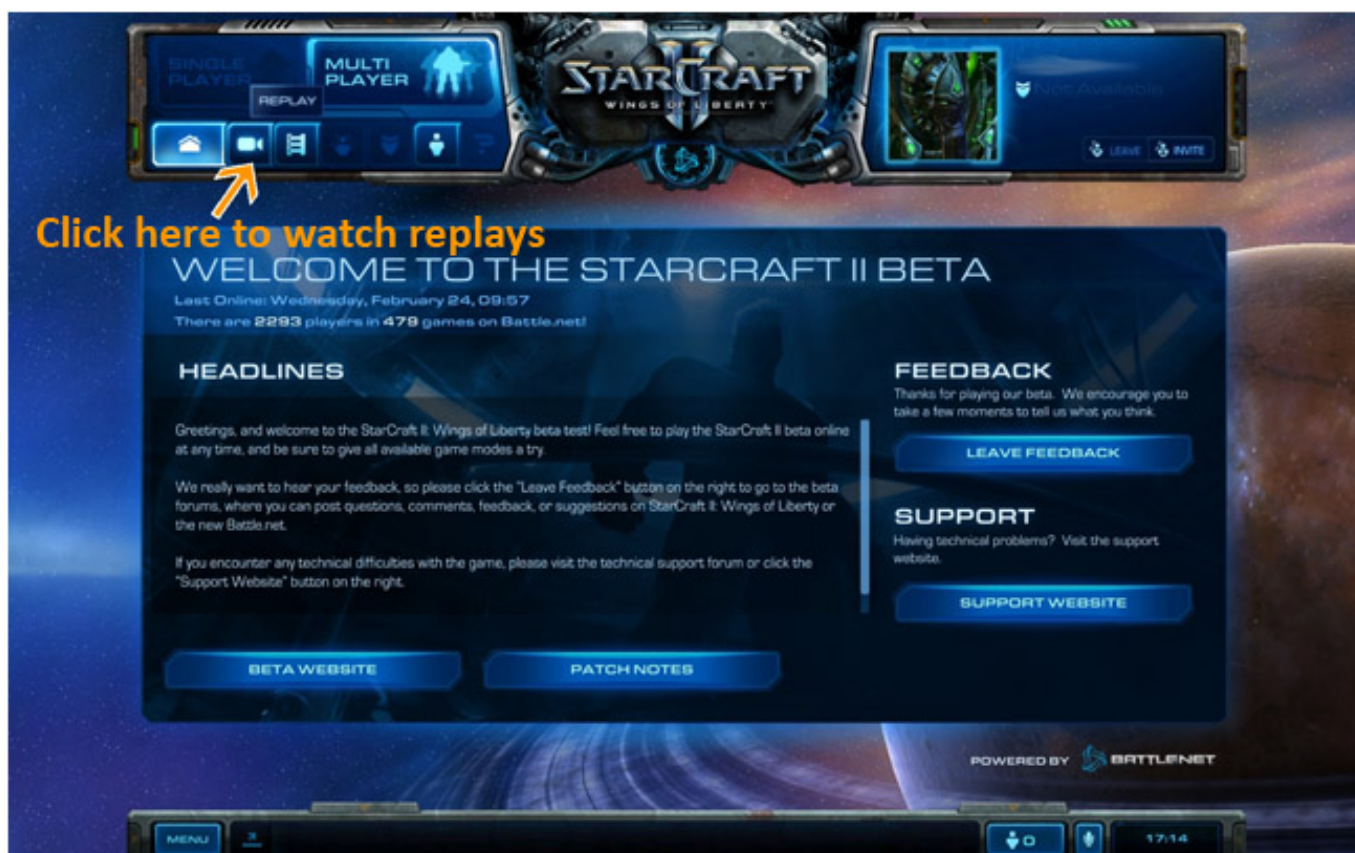 SINGLE
PLAYER
MULTI
PLAYER
REPLAY
STARCRAFT
II
WINGS OF LIBERTY
Not Available
LEAVE
INVITE
Click here to watch replays
WELCOME TO THE STARCRAFT II BETA
Last Online: Wednesday, February 24, 09:57
There are 2293 players in 479 games on Battle.net!
HEADLINES
Greetings, and welcome to the StarCraft II: Wings of Liberty beta test! Feel free to play the StarCraft II beta online
at any time, and be sure to give all available game modes a try.
We really want to hear your feedback, so please click the "Leave Feedback" button on the right to go to the beta
forums, where you can post questions, comments, feedback, or suggestions on StarCraft II: Wings of Liberty or
the new Battle.net.
If you encounter any technical difficulties with the game, please visit the technical support forum or click the
"Support Website" button on the right.
BETA WEBSITE
PATCH NOTES
FEEDBACK
Thanks for playing our beta. We encourage you to
take a few moments to tell us what you think.
LEAVE FEEDBACK
SUPPORT
Having technical problems? Visit the support
website.
SUPPORT WEBSITE
POWERED BY BATTLENET
MENU
0
17:14